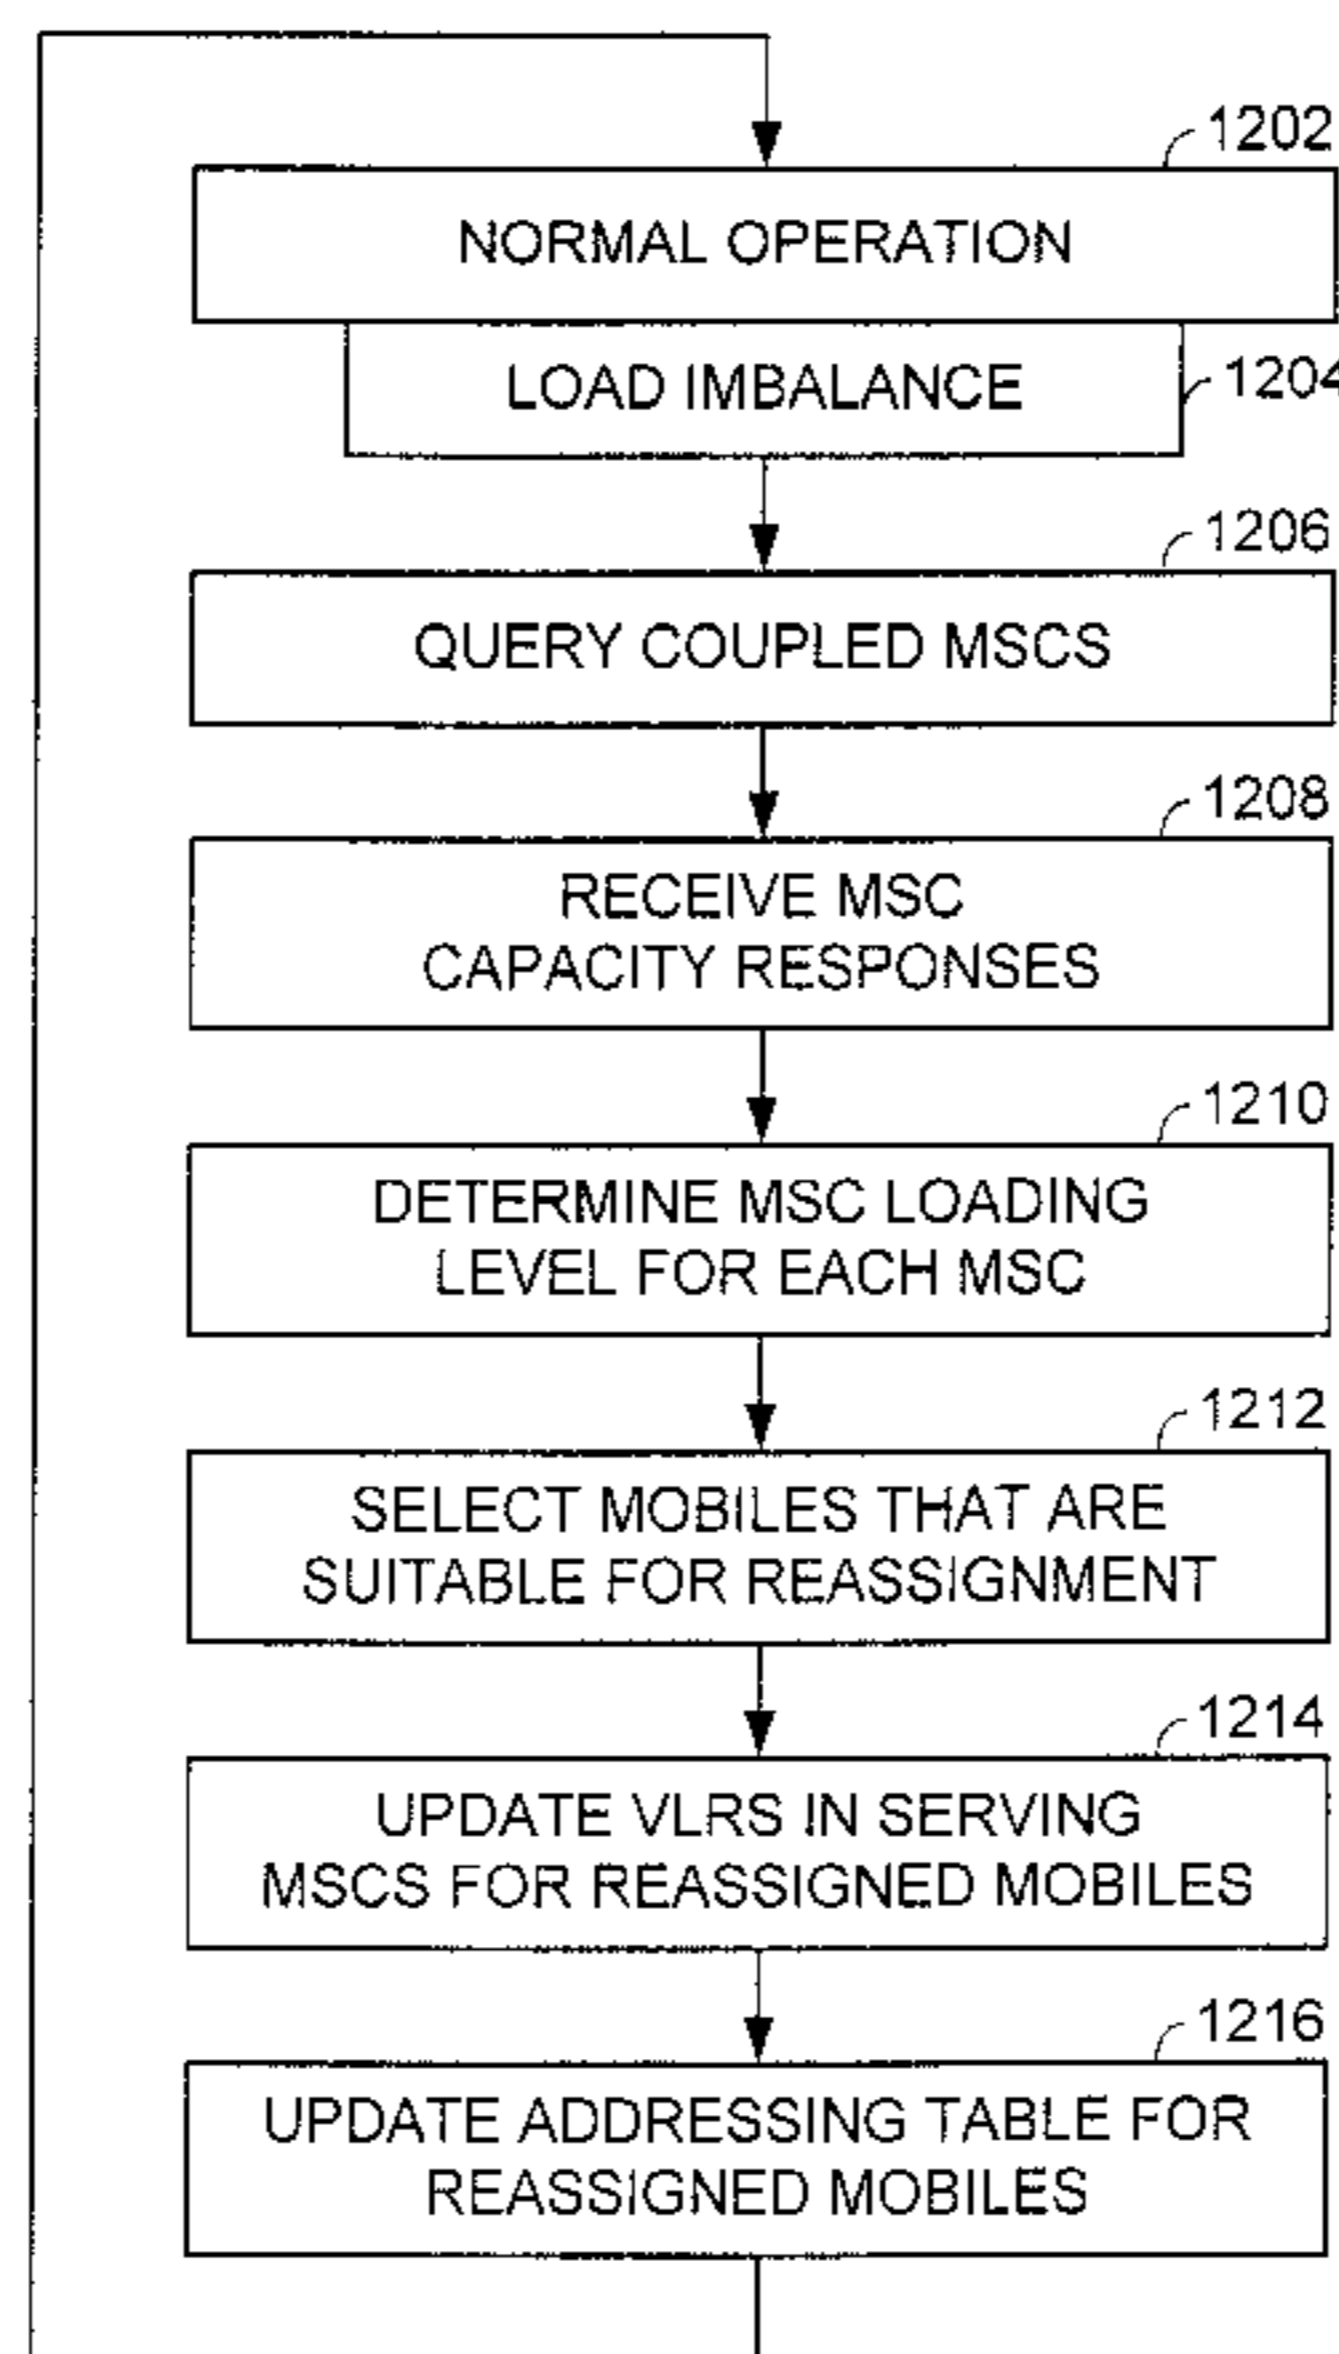 1202
NORMAL OPERATION
LOAD IMBALANCE
1204
1206
QUERY COUPLED MSCS
1208
RECEIVE MSC
CAPACITY RESPONSES
1210
DETERMINE MSC LOADING
LEVEL FOR EACH MSC
1212
SELECT MOBILES THAT ARE
SUITABLE FOR REASSIGNMENT
1214
UPDATE VLRS IN SERVING
MSCS FOR REASSIGNED MOBILES
1216
UPDATE ADDRESSING TABLE FOR
REASSIGNED MOBILES